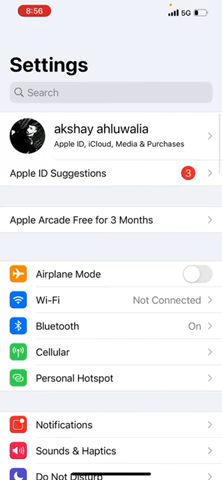 8:56
5G
Settings
Search
akshay ahluwalia
Apple ID, iCloud, Media & Purchases
Apple ID Suggestions 3
Apple Arcade Free for 3 Months
Airplane Mode
Wi-Fi Not Connected
Bluetooth On
Cellular
Personal Hotspot
Notifications
Sounds & Haptics
Do Not Disturb